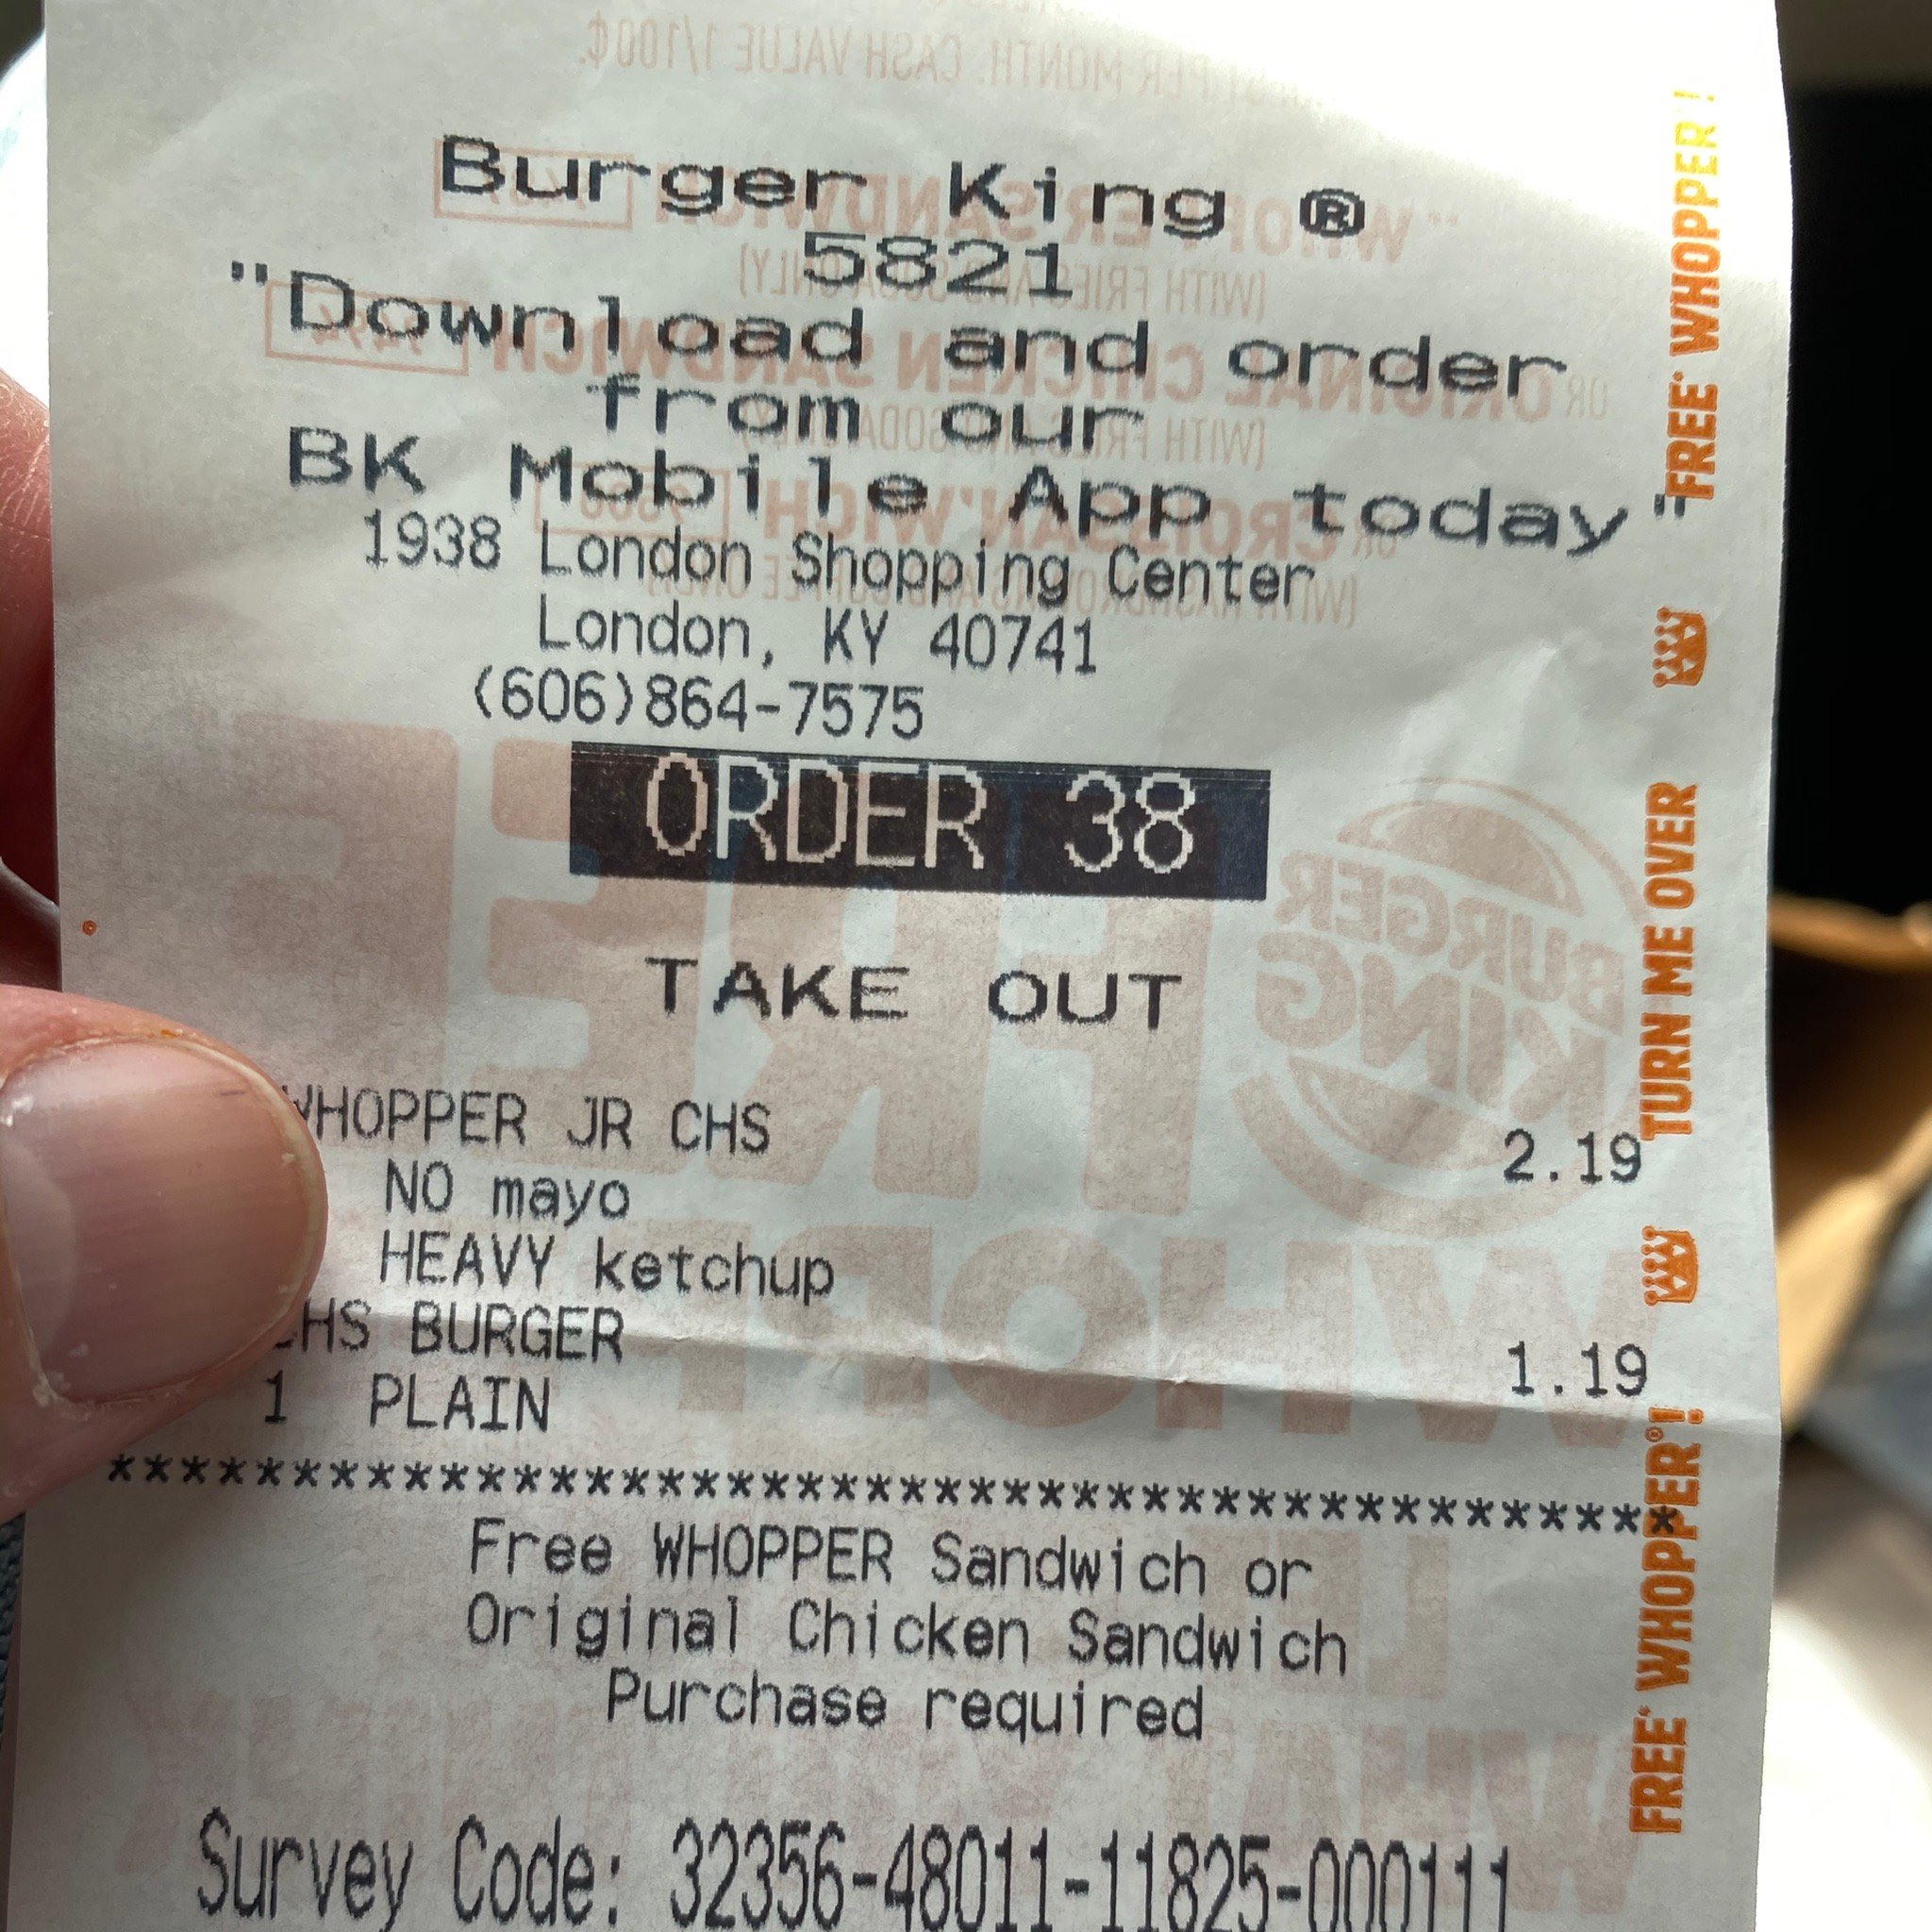 Burger King ®
5821
"Download and order
from our
BK Mobile App today"
1938 London Shopping Center
London, KY 40741
(606)864-7575
ORDER 38
TAKE OUT
WHOPPER JR CHS 2.19
NO mayo
HEAVY ketchup
CHS BURGER 1.19
1 PLAIN
****************************************
Free WHOPPER Sandwich or
Original Chicken Sandwich
Purchase required
Survey Code: 32356-48011-11825-000111
FREE* WHOPPER®!
TURN ME OVER
FREE* WHOPPER!